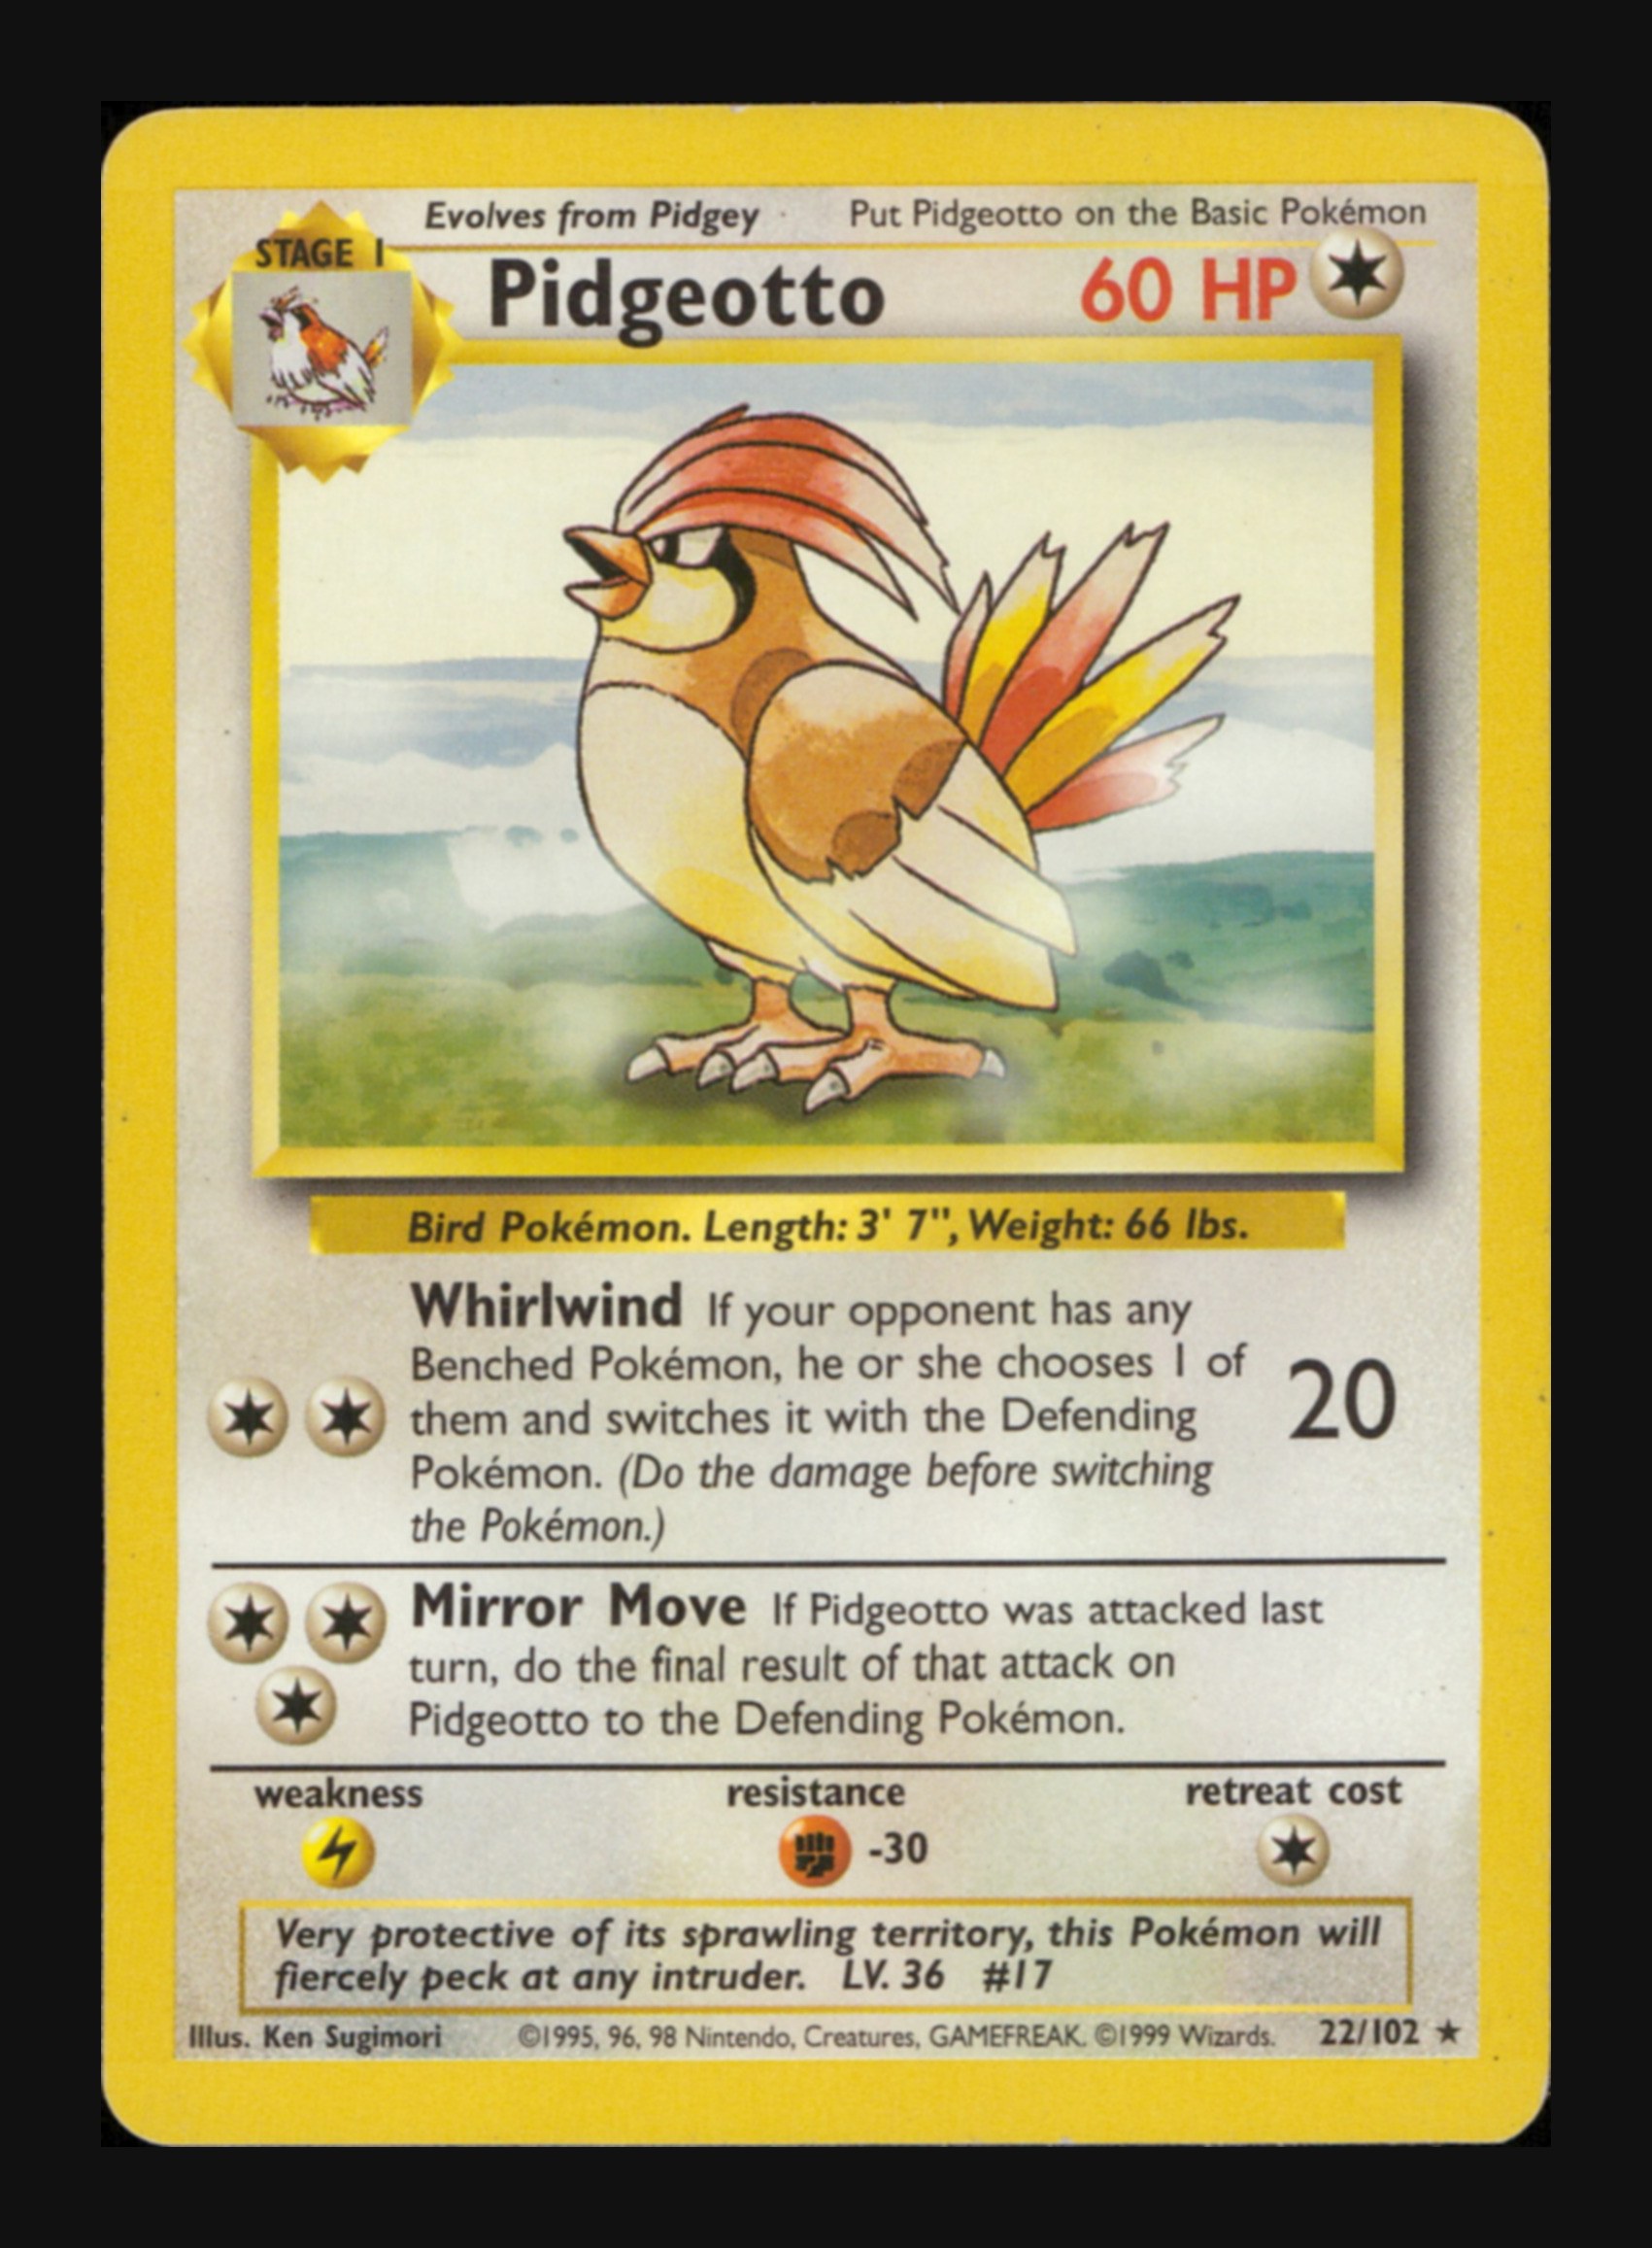 Evolves from Pidgey Put Pidgeotto on the Basic Pokémon
STAGE 1
Pidgeotto 60 HP
Bird Pokémon. Length: 3' 7", Weight: 66 lbs.
Whirlwind If your opponent has any
Benched Pokémon, he or she chooses 1 of
them and switches it with the Defending
Pokémon. (Do the damage before switching
the Pokémon.)
20
Mirror Move If Pidgeotto was attacked last
turn, do the final result of that attack on
Pidgeotto to the Defending Pokémon.
weakness resistance retreat cost
-30
Very protective of its sprawling territory, this Pokémon will
fiercely peck at any intruder. LV. 36 #17
Illus. Ken Sugimori ©1995, 96, 98 Nintendo, Creatures, GAMEFREAK. ©1999 Wizards. 22/102 ★